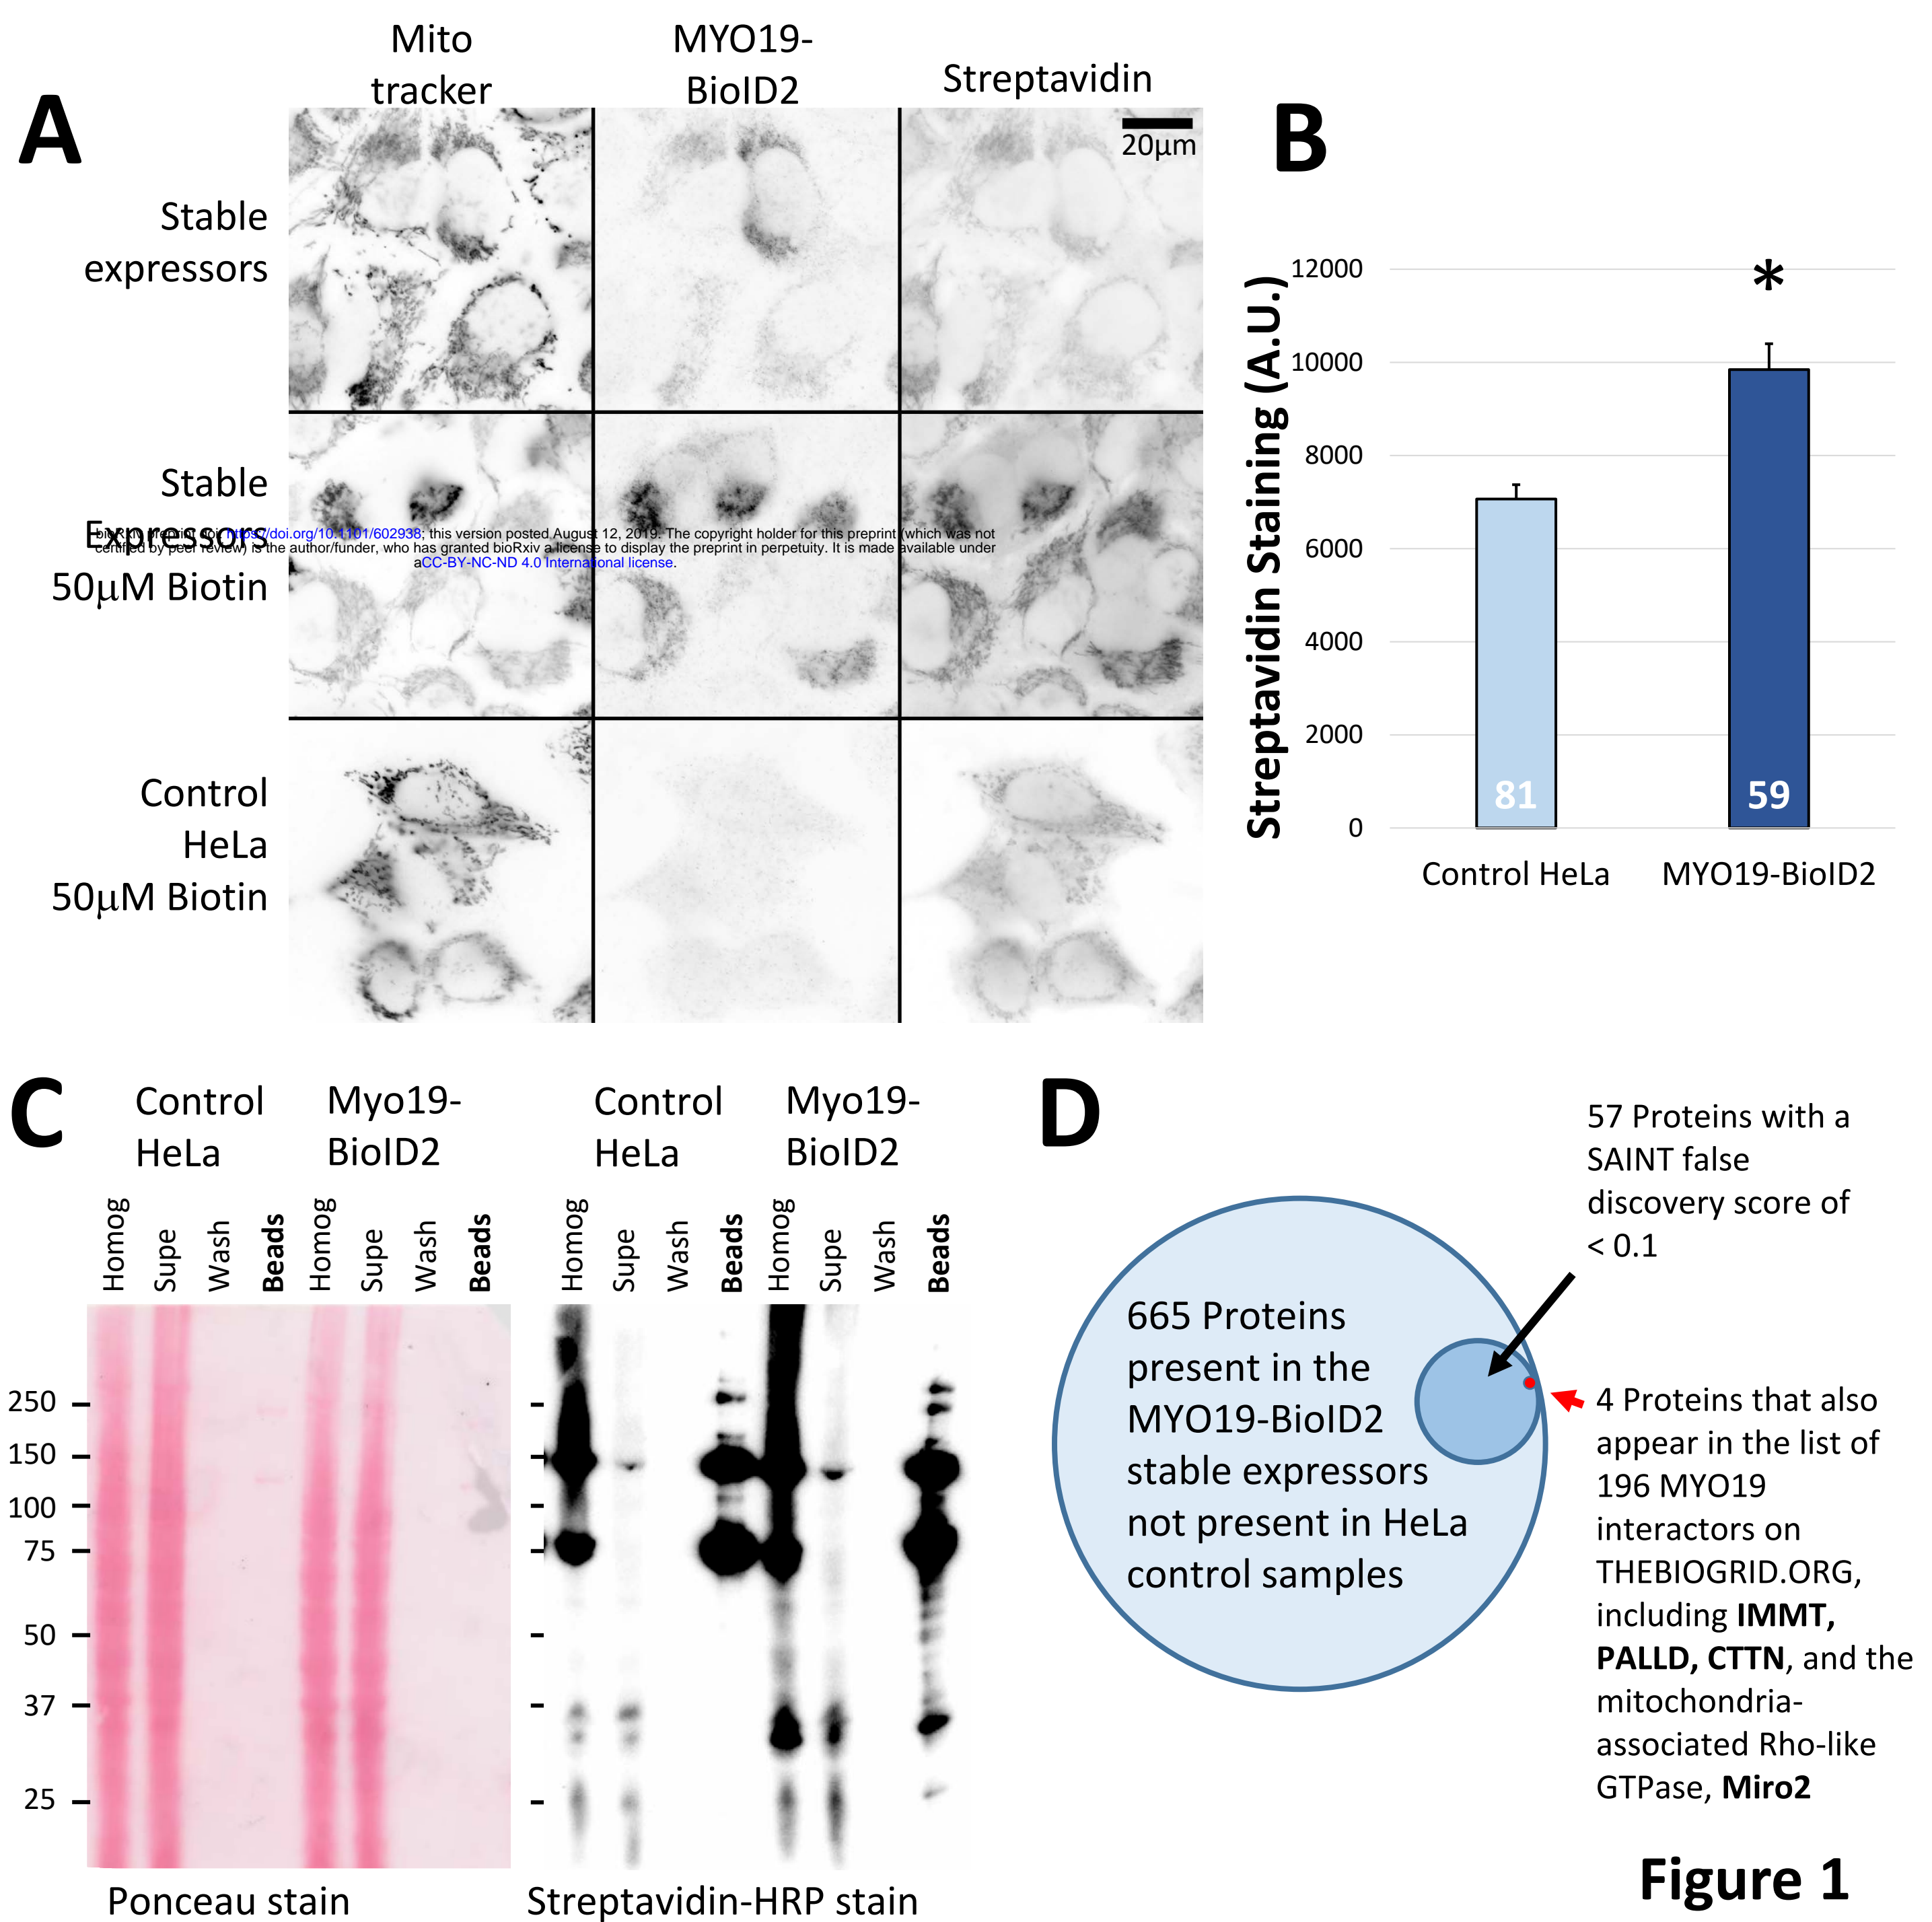 A
Mito
tracker
MYO19-
BioID2
Streptavidin
20µm
Stable
expressors
Stable
Expressors
50µM Biotin
bioRxiv preprint doi: https://doi.org/10.1101/602938; this version posted August 12, 2019. The copyright holder for this preprint (which was not
certified by peer review) is the author/funder, who has granted bioRxiv a license to display the preprint in perpetuity. It is made available under
aCC-BY-NC-ND 4.0 International license.
Control
HeLa
50µM Biotin
B
Streptavidin Staining (A.U.)
12000
10000
8000
6000
4000
2000
0
*
81
59
Control HeLa
MYO19-BioID2
C
Control
HeLa
Myo19-
BioID2
Control
HeLa
Myo19-
BioID2
Homog
Supe
Wash
Beads
Homog
Supe
Wash
Beads
Homog
Supe
Wash
Beads
Homog
Supe
Wash
Beads
250
150
100
75
50
37
25
Ponceau stain
Streptavidin-HRP stain
D
665 Proteins
present in the
MYO19-BioID2
stable expressors
not present in HeLa
control samples
57 Proteins with a
SAINT false
discovery score of
< 0.1
4 Proteins that also
appear in the list of
196 MYO19
interactors on
THEBIOGRID.ORG,
including IMMT,
PALLD, CTTN, and the
mitochondria-
associated Rho-like
GTPase, Miro2
Figure 1